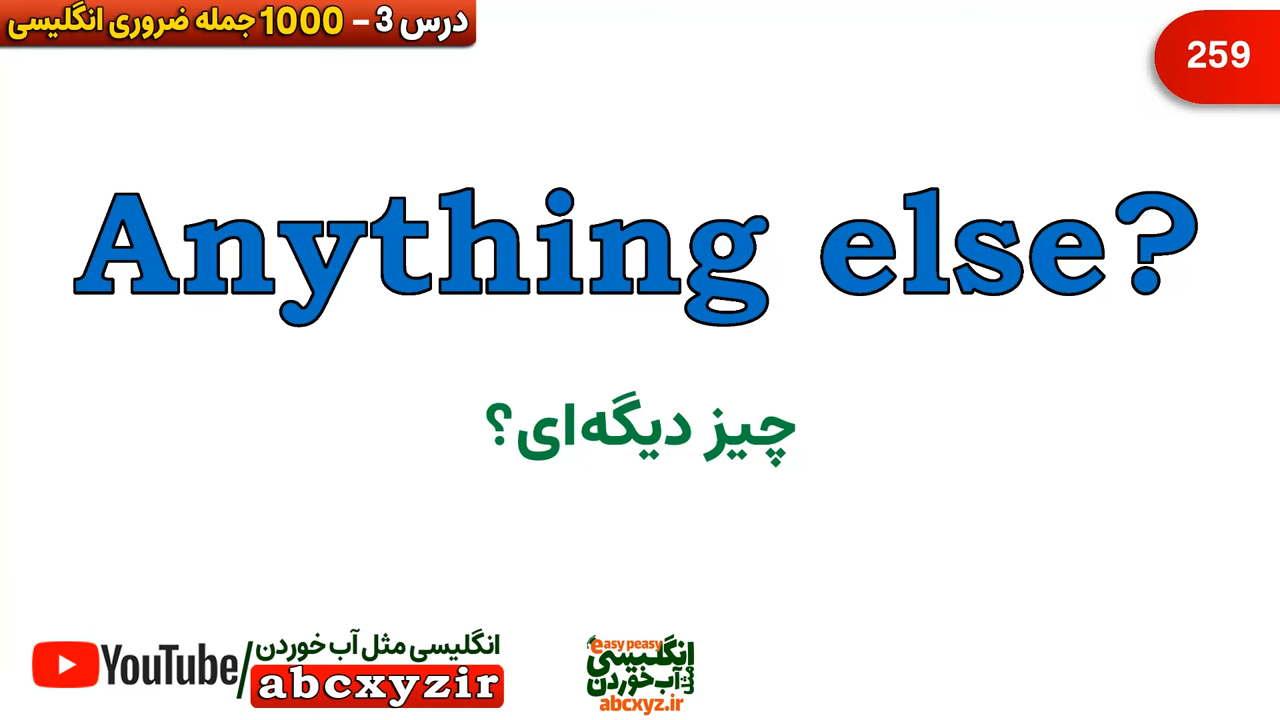 درس 3 – 1000 جمله ضروری انگلیسی
259
Anything else?
چیز دیگه‌ای؟
YouTube/
انگلیسی مثل آب خوردن
abcxyzir
easy peasy
انگلیسی
مثل آب خوردن
abcxyz.ir